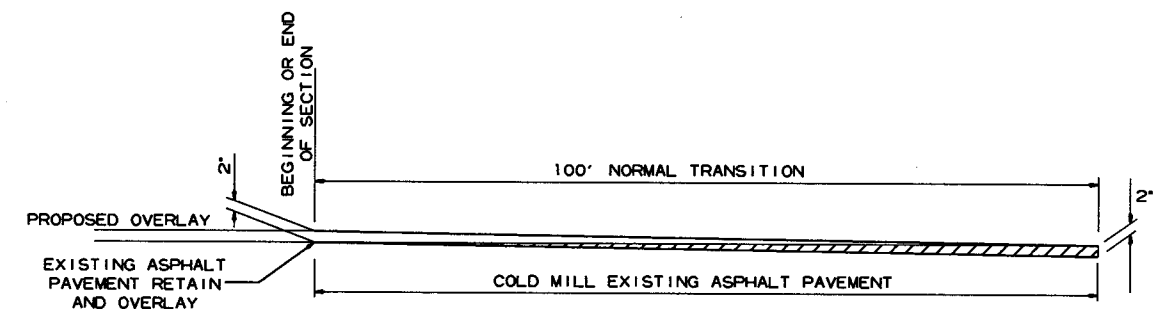 BEGINNING OR END
OF SECTION
2"
100' NORMAL TRANSITION
2"
PROPOSED OVERLAY
EXISTING ASPHALT
PAVEMENT RETAIN
AND OVERLAY
COLD MILL EXISTING ASPHALT PAVEMENT